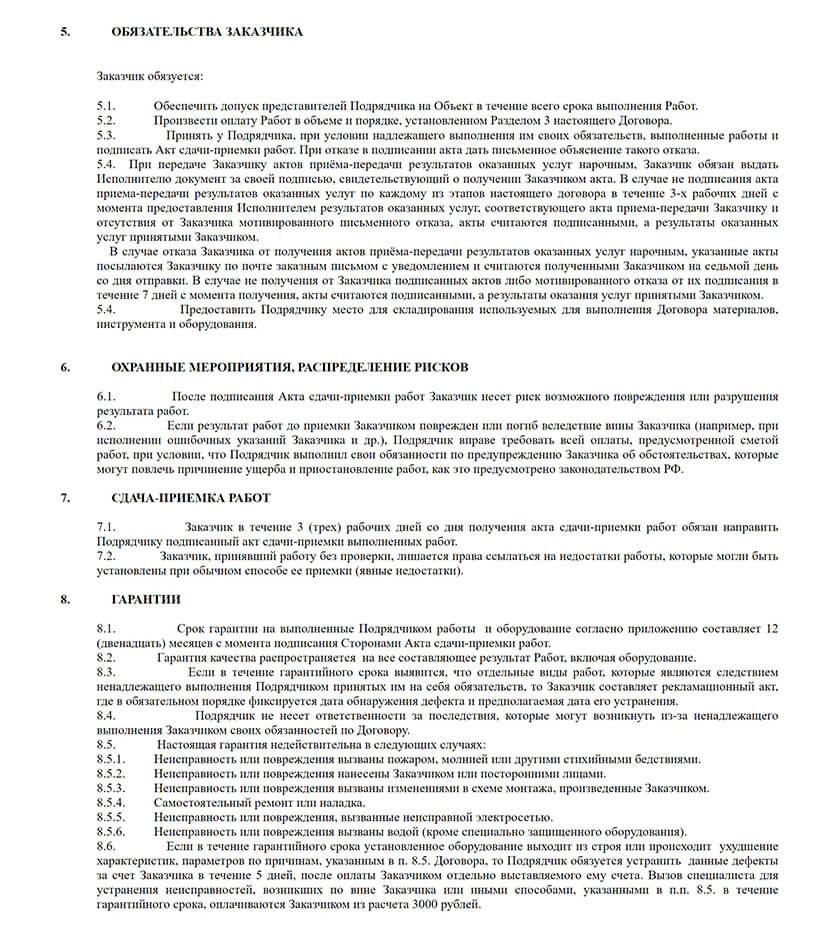 5. ОБЯЗАТЕЛЬСТВА ЗАКАЗЧИКА
Заказчик обязуется:
5.1. Обеспечить допуск представителей Подрядчика на Объект в течение всего срока выполнения Работ.
5.2. Произвести оплату Работ в объеме и порядке, установленном Разделом 3 настоящего Договора.
5.3. Принять у Подрядчика, при условии надлежащего выполнения им своих обязательств, выполненные работы и
подписать Акт сдачи-приемки работ. При отказе в подписании акта дать письменное объяснение такого отказа.
5.4. При передаче Заказчику актов приёма-передачи результатов оказанных услуг нарочным, Заказчик обязан выдать
Исполнителю документ за своей подписью, свидетельствующий о получении Заказчиком акта. В случае не подписания акта
приема-передачи результатов оказанных услуг по каждому из этапов настоящего договора в течение 3-х рабочих дней с
момента предоставления Исполнителем результатов оказанных услуг, соответствующего акта приема-передачи Заказчику и
отсутствия от Заказчика мотивированного письменного отказа, акты считаются подписанными, а результаты оказанных
услуг принятыми Заказчиком.
В случае отказа Заказчика от получения актов приёма-передачи результатов оказанных услуг нарочным, указанные акты
посылаются Заказчику по почте заказным письмом с уведомлением и считаются полученными Заказчиком на седьмой день
со дня отправки. В случае не получения от Заказчика подписанных актов либо мотивированного отказа от их подписания в
течение 7 дней с момента получения, акты считаются подписанными, а результаты оказания услуг принятыми Заказчиком.
5.4. Предоставить Подрядчику место для складирования используемых для выполнения Договора материалов,
инструмента и оборудования.
6. ОХРАННЫЕ МЕРОПРИЯТИЯ, РАСПРЕДЕЛЕНИЕ РИСКОВ
6.1. После подписания Акта сдачи-приемки работ Заказчик несет риск возможного повреждения или разрушения
результата работ.
6.2. Если результат работ до приемки Заказчиком поврежден или погиб вследствие вины Заказчика (например, при
исполнении ошибочных указаний Заказчика и др.), Подрядчик вправе требовать всей оплаты, предусмотренной сметой
работ, при условии, что Подрядчик выполнил свои обязанности по предупреждению Заказчика об обстоятельствах, которые
могут повлечь причинение ущерба и приостановление работ, как это предусмотрено законодательством РФ.
7. СДАЧА-ПРИЕМКА РАБОТ
7.1. Заказчик в течение 3 (трех) рабочих дней со дня получения акта сдачи-приемки работ обязан направить
Подрядчику подписанный акт сдачи-приемки выполненных работ.
7.2. Заказчик, принявший работу без проверки, лишается права ссылаться на недостатки работы, которые могли быть
установлены при обычном способе ее приемки (явные недостатки).
8. ГАРАНТИИ
8.1. Срок гарантии на выполненные Подрядчиком работы и оборудование согласно приложению составляет 12
(двенадцать) месяцев с момента подписания Сторонами Акта сдачи-приемки работ.
8.2. Гарантия качества распространяется на все составляющее результат Работ, включая оборудование.
8.3. Если в течение гарантийного срока выявится, что отдельные виды работ, которые являются следствием
ненадлежащего выполнения Подрядчиком принятых им на себя обязательств, то Заказчик составляет рекламационный акт,
где в обязательном порядке фиксируется дата обнаружения дефекта и предполагаемая дата его устранения.
8.4. Подрядчик не несет ответственности за последствия, которые могут возникнуть из-за ненадлежащего
выполнения Заказчиком своих обязанностей по Договору.
8.5. Настоящая гарантия недействительна в следующих случаях:
8.5.1. Неисправность или повреждения вызваны пожаром, молнией или другими стихийными бедствиями.
8.5.2. Неисправность или повреждения нанесены Заказчиком или посторонними лицами.
8.5.3. Неисправность или повреждения вызваны изменениями в схеме монтажа, произведенные Заказчиком.
8.5.4. Самостоятельный ремонт или наладка.
8.5.5. Неисправность или повреждения, вызванные неисправной электросетью.
8.5.6. Неисправность или повреждения вызваны водой (кроме специально защищенного оборудования).
8.6. Если в течение гарантийного срока установленное оборудование выходит из строя или происходит ухудшение
характеристик, параметров по причинам, указанным в п. 8.5. Договора, то Подрядчик обязуется устранить данные дефекты
за счет Заказчика в течение 5 дней, после оплаты Заказчиком отдельно выставляемого ему счета. Вызов специалиста для
устранения неисправностей, возникших по вине Заказчика или иными способами, указанными в п.п. 8.5. в течение
гарантийного срока, оплачиваются Заказчиком из расчета 3000 рублей.